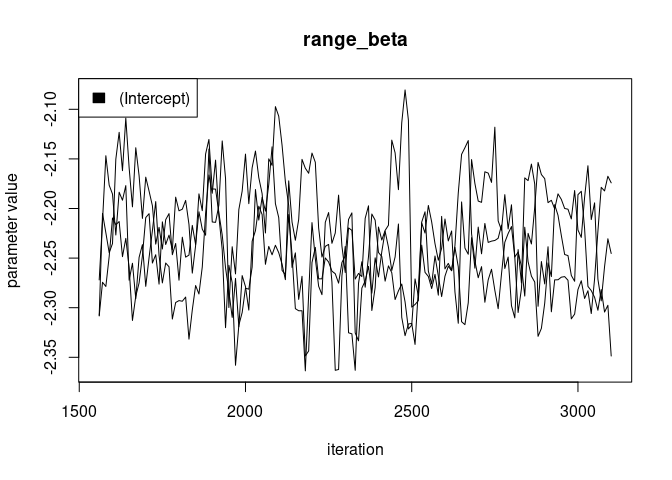 range_beta
(Intercept)
-2.10
-2.15
-2.20
-2.25
-2.30
-2.35
parameter value
1500 2000 2500 3000
iteration